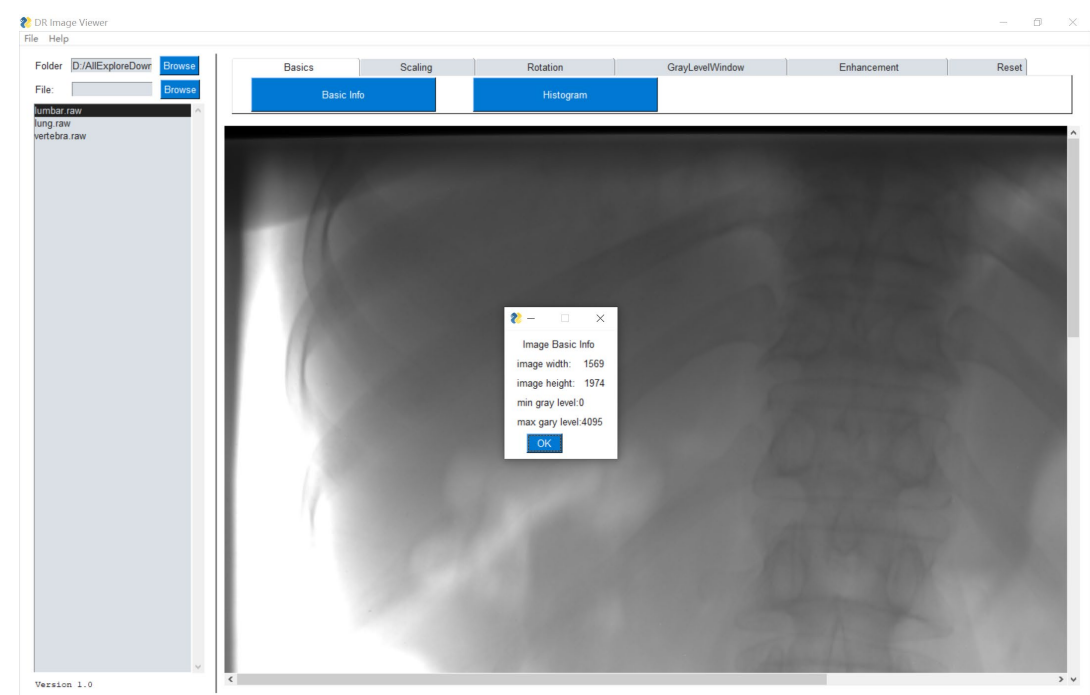 DR Image Viewer
File Help
Folder D:/AllExploreDowr Browse
File: Browse
lumbar.raw
lung.raw
vertebra.raw
Version 1.0
Basics Scaling Rotation GrayLevelWindow Enhancement Reset
Basic Info Histogram
Image Basic Info
image width: 1569
image height: 1974
min gray level:0
max gary level:4095
OK